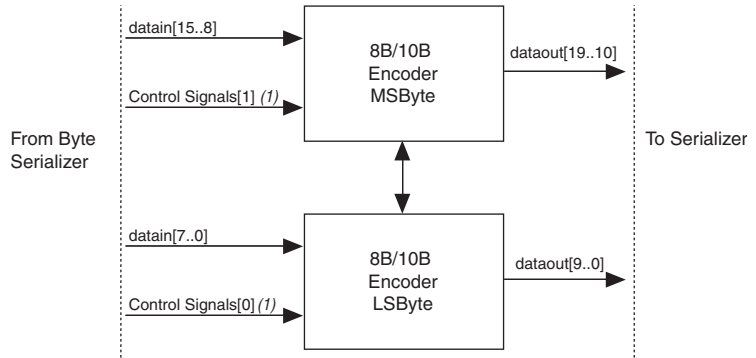 datain[15..8]
8B/10B
Encoder
MSByte
dataout[19..10]
Control Signals[1] (1)
From Byte
Serializer
To Serializer
datain[7..0]
8B/10B
Encoder
LSByte
dataout[9..0]
Control Signals[0] (1)